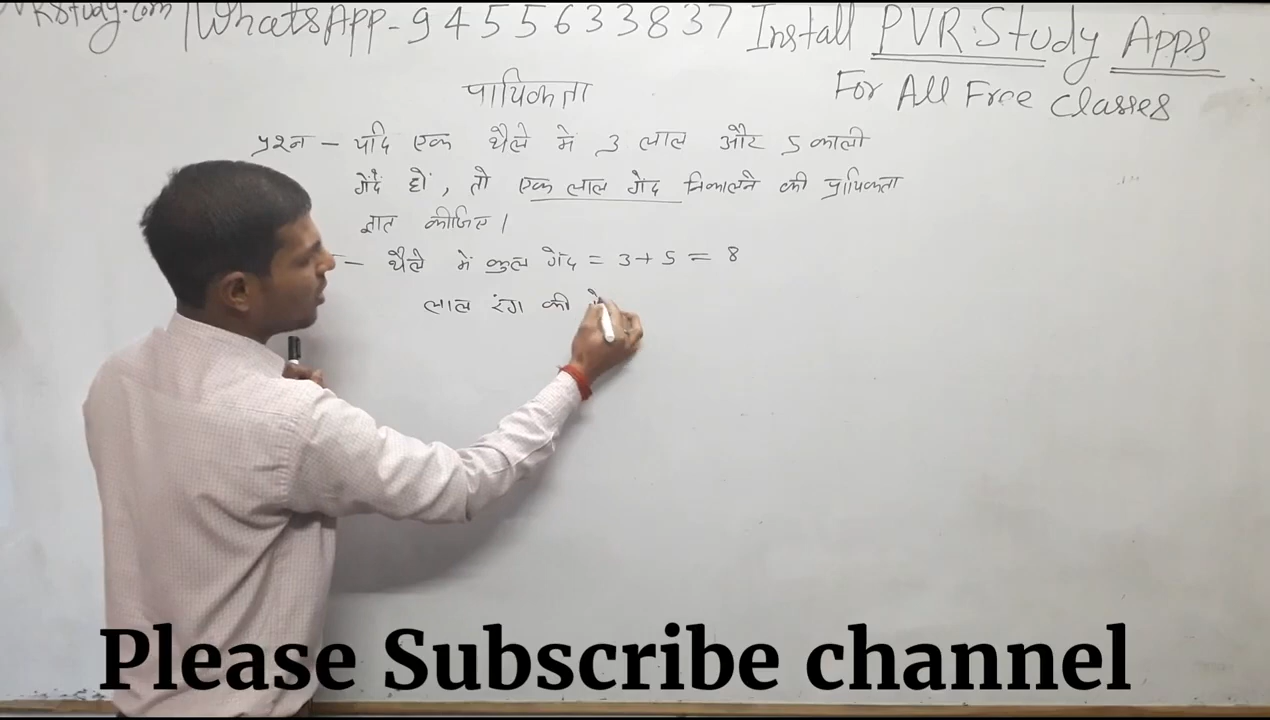 PVRStudy.com | WhatsApp - 9455633837 Install PVR Study Apps
For All Free Classes
प्रायिकता
प्रश्न – यदि एक थैले में 3 लाल और 5 काली
गेंदें हों, तो एक लाल गेंद निकालने की प्रायिकता
ज्ञात कीजिए।
– थैले में कुल गेंद = 3 + 5 = 8
लाल रंग की
Please Subscribe channel